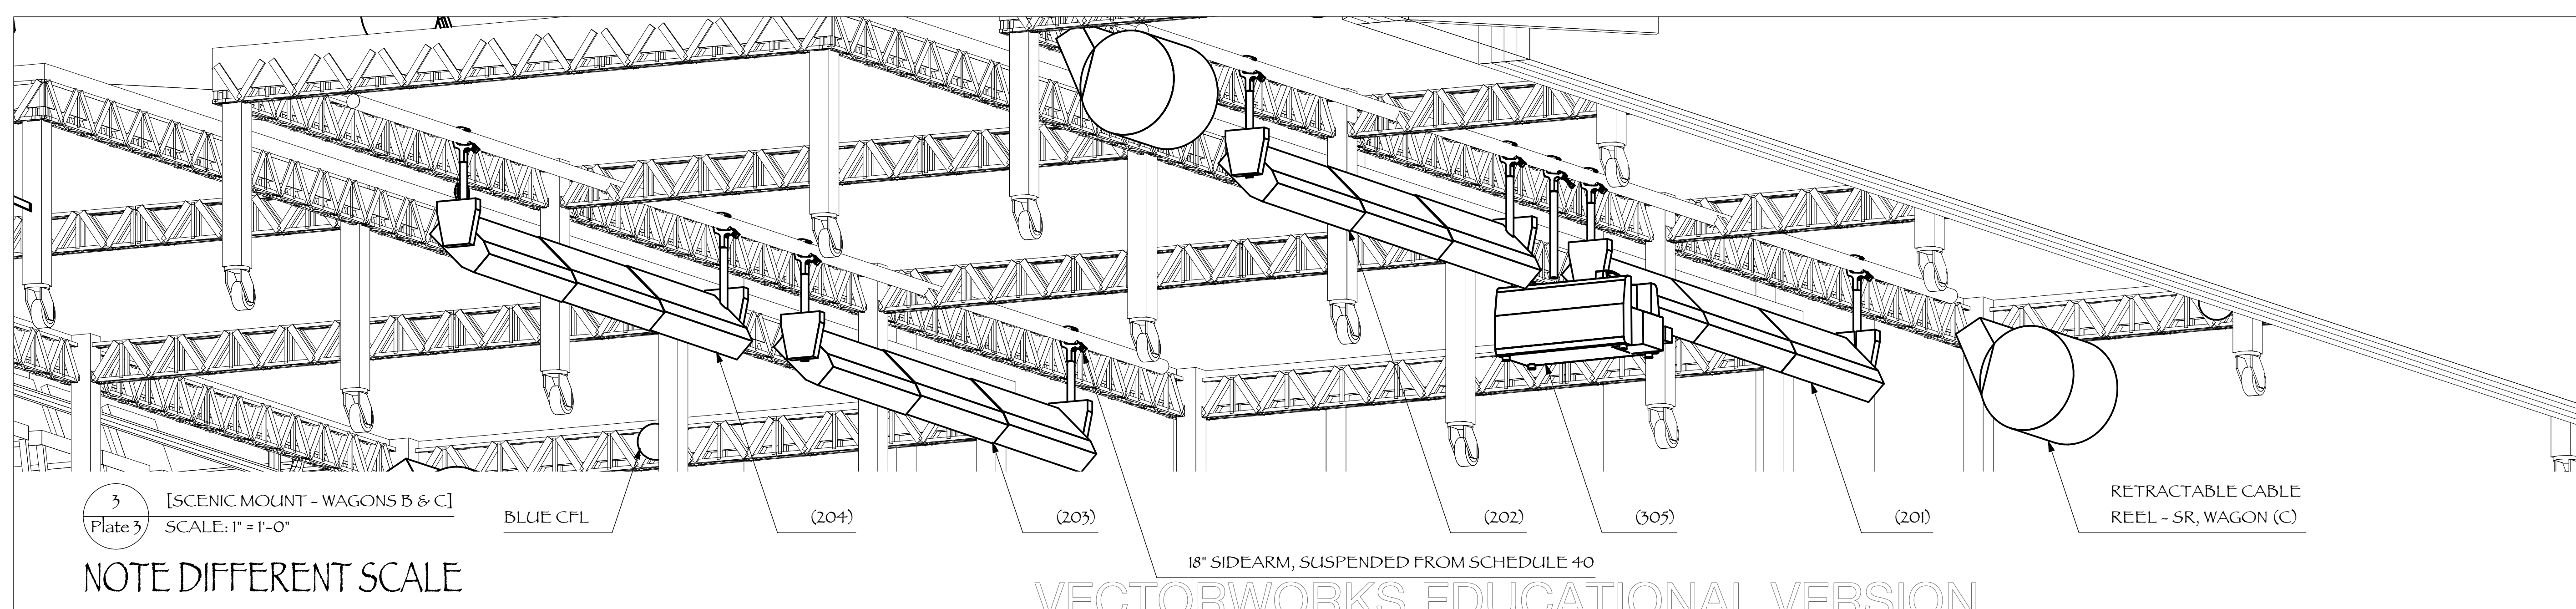 3
[SCENIC MOUNT - WAGONS B & C]
Plate 3
SCALE: 1" = 1'-0"
NOTE DIFFERENT SCALE
BLUE CFL
(204)
(203)
18" SIDEARM, SUSPENDED FROM SCHEDULE 40
(202)
(305)
(201)
RETRACTABLE CABLE
REEL - SR, WAGON (C)
VECTORWORKS EDUCATIONAL VERSION